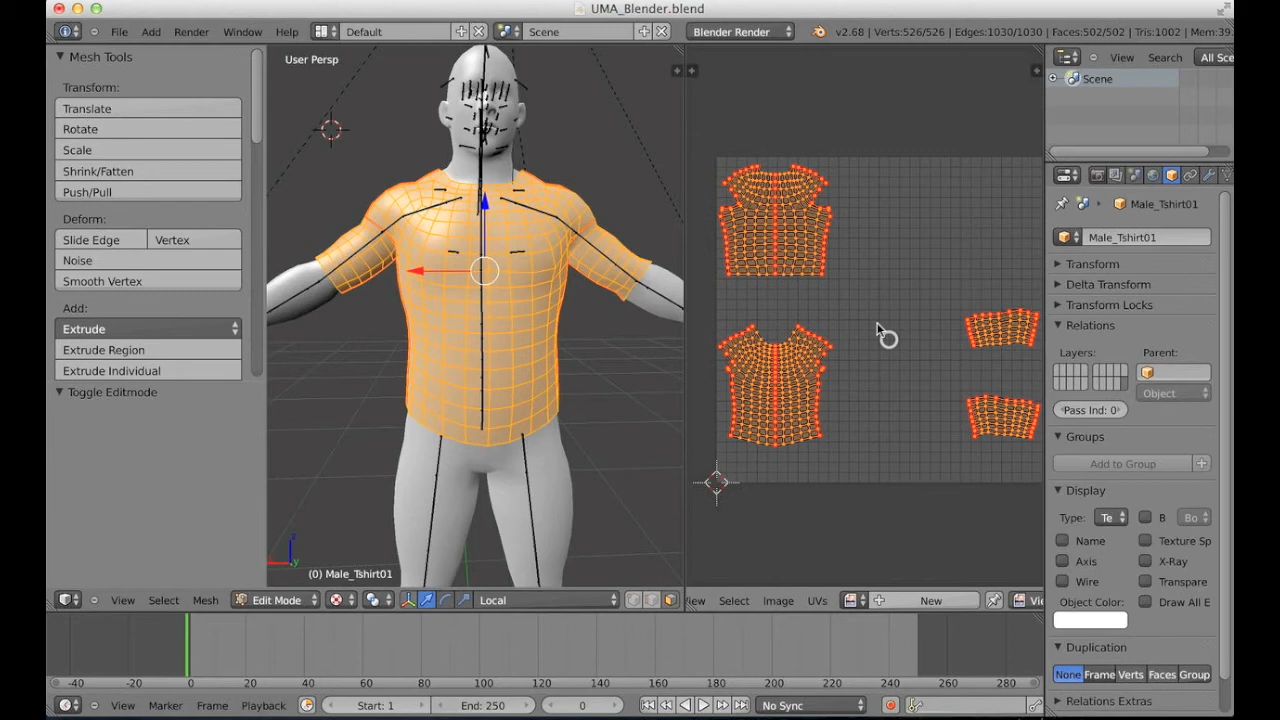 UMA_Blender.blend
File Add Render Window Help Default Scene Blender Render v2.68 | Verts:526/526 | Edges:1030/1030 | Faces:502/502 | Tris:1002 | Mem:39.
Mesh Tools
Transform:
Translate
Rotate
Scale
Shrink/Fatten
Push/Pull
Deform:
Slide Edge Vertex
Noise
Smooth Vertex
Add:
Extrude
Extrude Region
Extrude Individual
Toggle Editmode
User Persp
(0) Male_Tshirt01
View Select Mesh Edit Mode Local
Select Image UVs New
View Search All Sce
Scene
Male_Tshirt01
Male_Tshirt01
Transform
Delta Transform
Transform Locks
Relations
Layers: Parent:
Object
Pass Ind: 0
Groups
Add to Group
Display
Type: Te B Bo
Name Texture Sp
Axis X-Ray
Wire Transpare
Object Color: Draw All E
Duplication
None Frame Verts Faces Group
Relations Extras
-40 -20 0 20 40 60 80 100 120 140 160 180 200 220 240 260 280
View Marker Frame Playback Start: 1 End: 250 0 No Sync